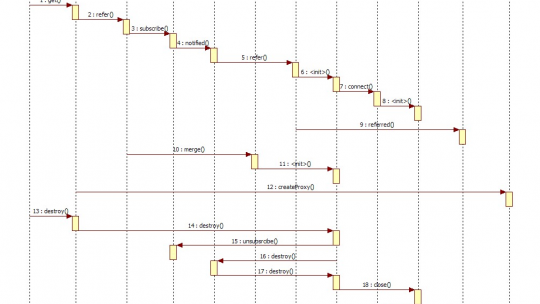 1 : get()
2 : refer()
3 : subscribe()
4 : notified()
5 : refer()
6 : <init>()
7 : connect()
8 : <init>()
9 : referred()
10 : merge()
11 : <init>()
12 : createProxy()
13 : destroy()
14 : destroy()
15 : unsubsrcibe()
16 : destroy()
17 : destroy()
18 : close()